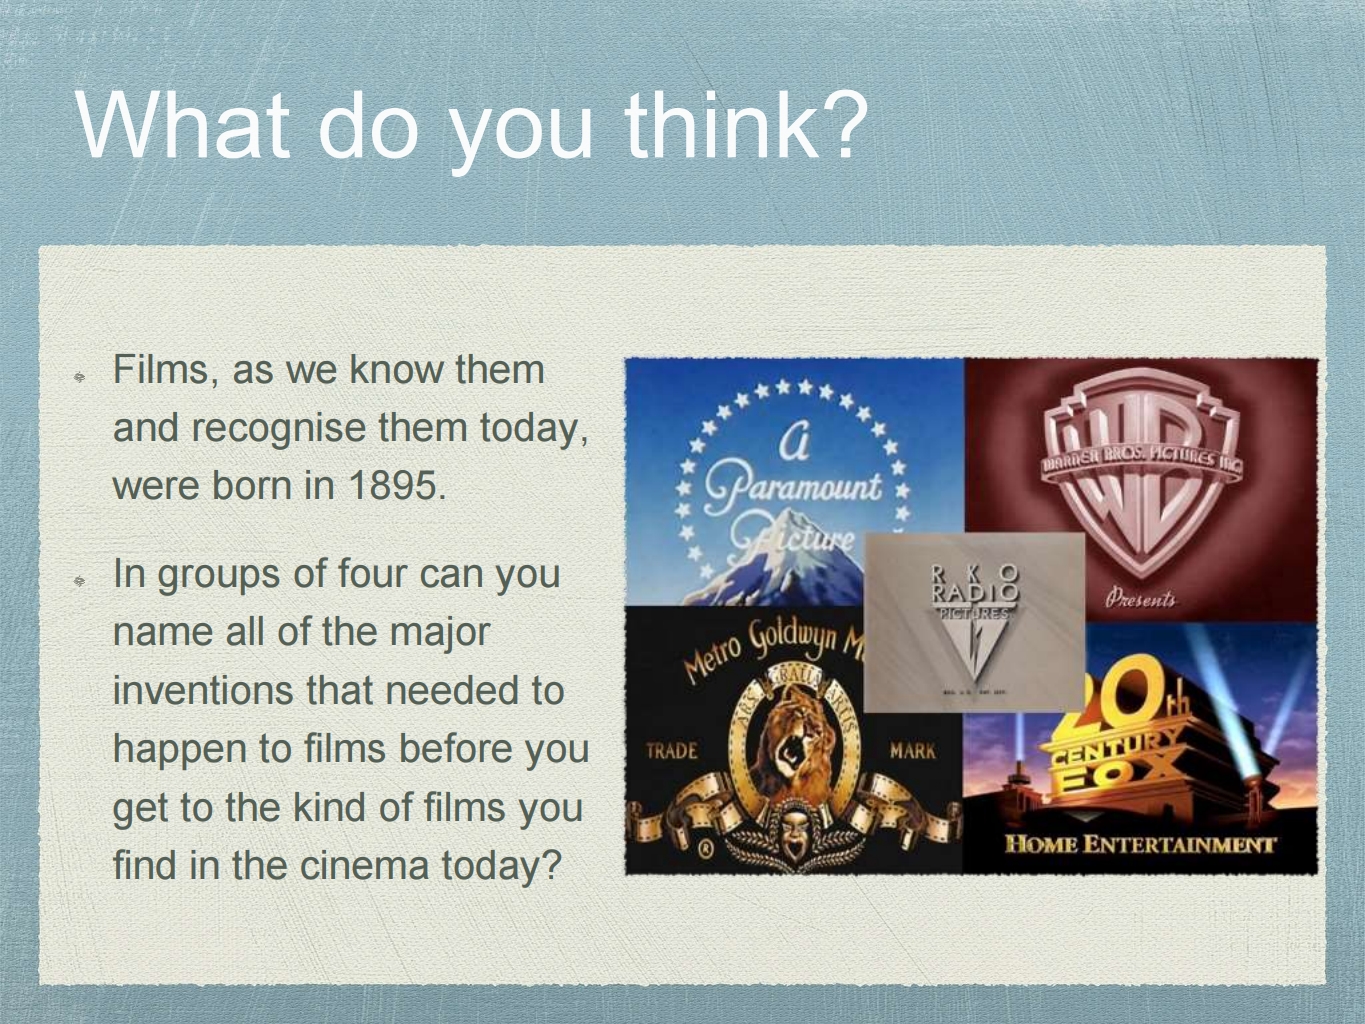 What do you think?
Films, as we know them
and recognise them today,
were born in 1895.
In groups of four can you
name all of the major
inventions that needed to
happen to films before you
get to the kind of films you
find in the cinema today?
A
Paramount
Picture
WB
WARNER BROS. PICTURES INC
Presents
RKO
RADIO
PICTURES
Metro Goldwyn M
ARS GRATIA ARTIS
TRADE MARK
®
20th
CENTURY
FOX
HOME ENTERTAINMENT